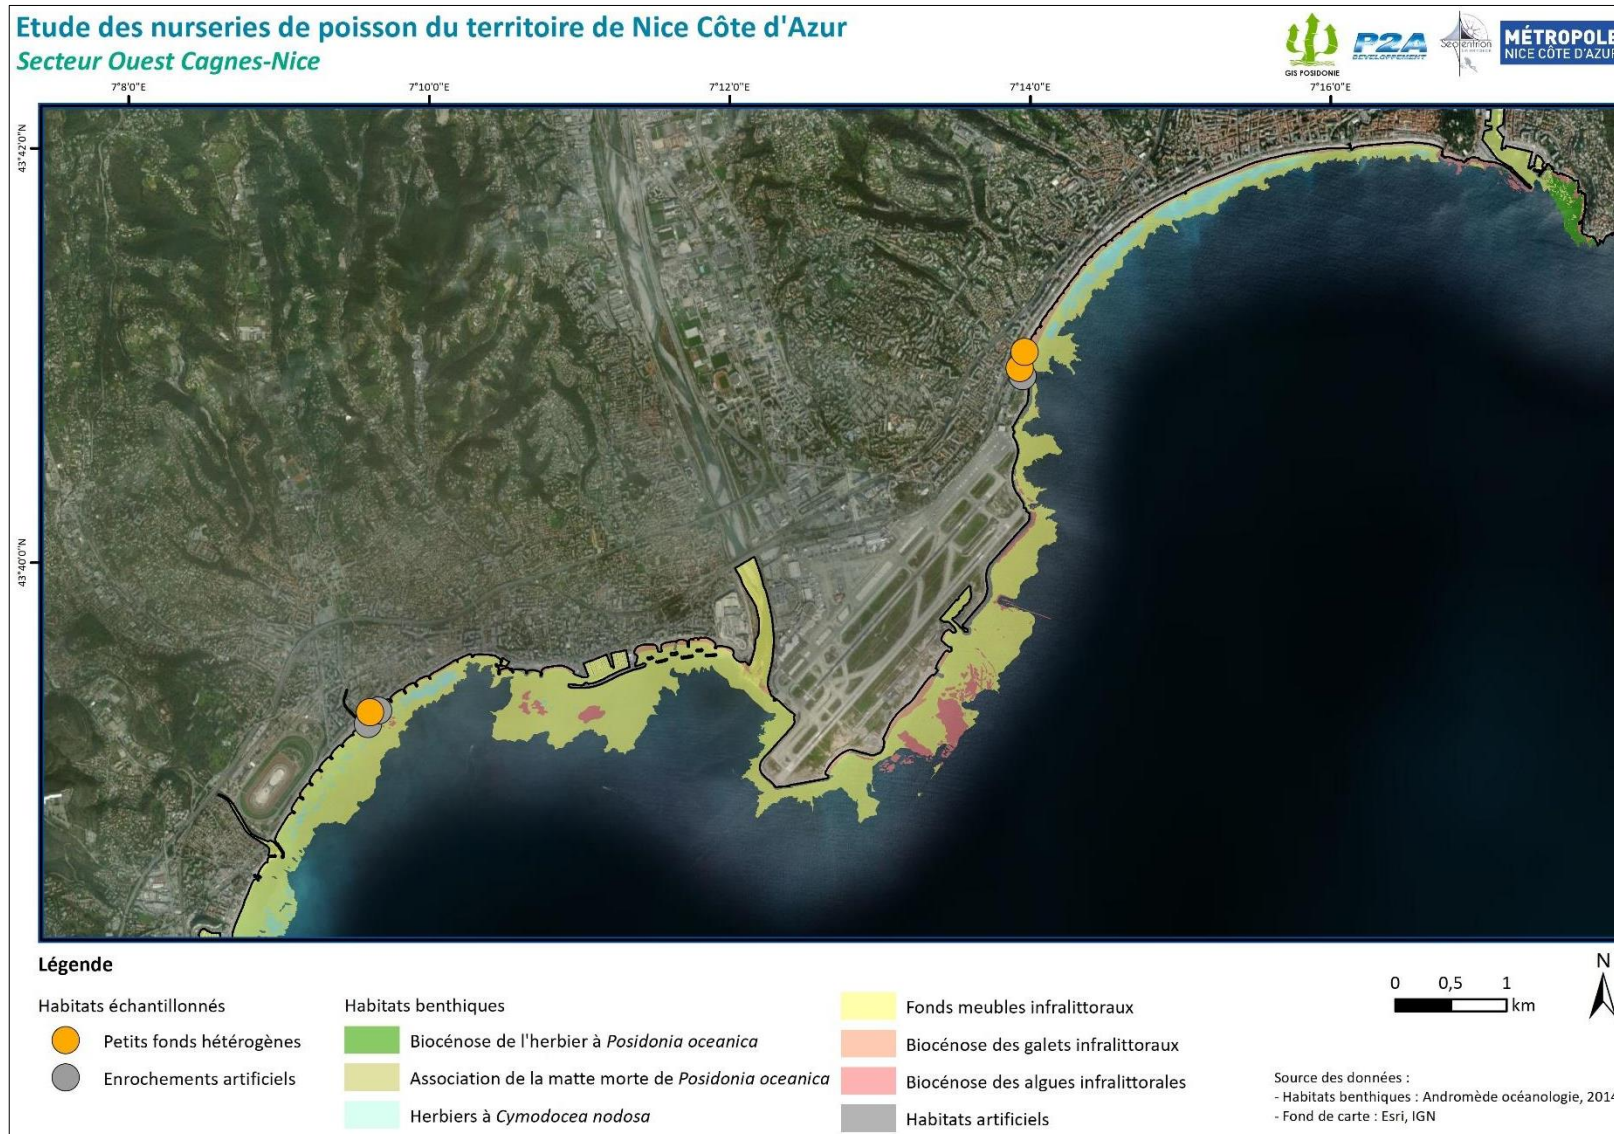 Etude des nurseries de poisson du territoire de Nice Côte d'Azur
Secteur Ouest Cagnes-Nice
GIS POSIDONIE
P2A
DEVELOPPEMENT
Septentrion
MÉTROPOLE
NICE CÔTE D'AZUR
7°8'0"E
7°10'0"E
7°12'0"E
7°14'0"E
7°16'0"E
43°42'0"N
43°40'0"N
Légende
Habitats échantillonnés
Petits fonds hétérogènes
Enrochements artificiels
Habitats benthiques
Biocénose de l'herbier à Posidonia oceanica
Association de la matte morte de Posidonia oceanica
Herbiers à Cymodocea nodosa
Fonds meubles infralittoraux
Biocénose des galets infralittoraux
Biocénose des algues infralittorales
Habitats artificiels
0 0,5 1
km
N
Source des données :
- Habitats benthiques : Andromède océanologie, 2014
- Fond de carte : Esri, IGN